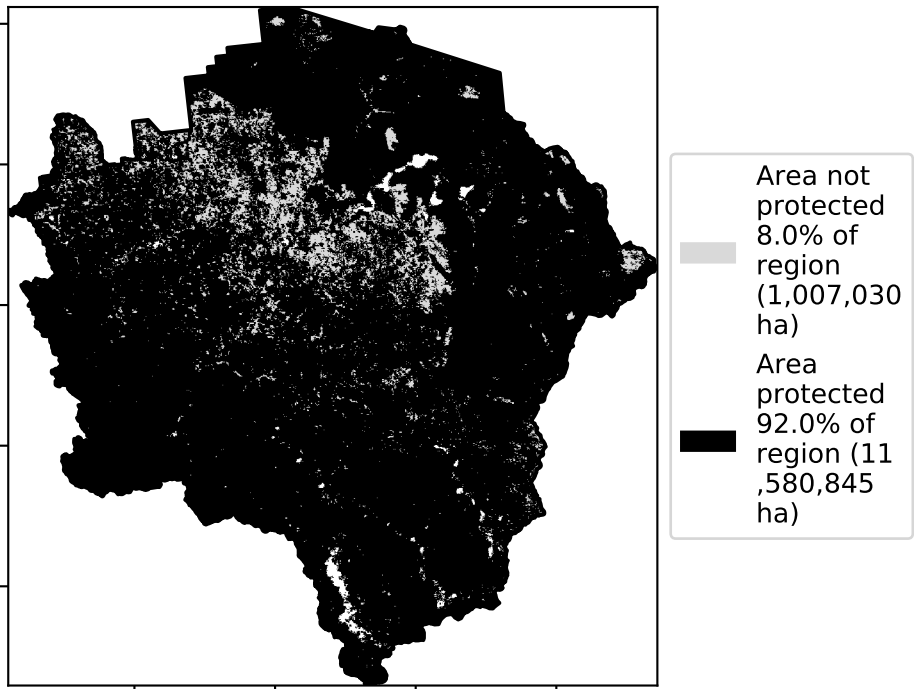 Area not
protected
8.0% of
region
(1,007,030
ha)
Area
protected
92.0% of
region (11
,580,845
ha)